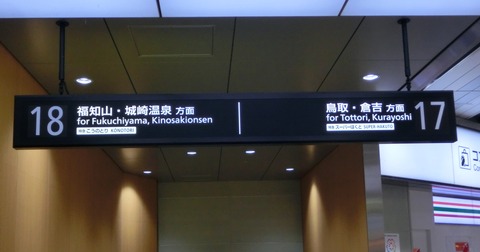 18
福知山・城崎温泉 方面
for Fukuchiyama, Kinosakionsen
特急 こうのとり KŌNOTORI
鳥取・倉吉 方面
for Tottori, Kurayoshi
特急 スーパーはくと SUPER HAKUTO
17